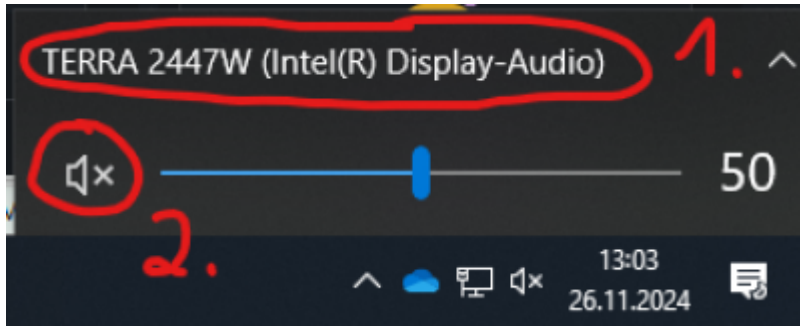 TERRA 2447W (Intel(R) Display-Audio) 1.
50
2.
13:03
26.11.2024